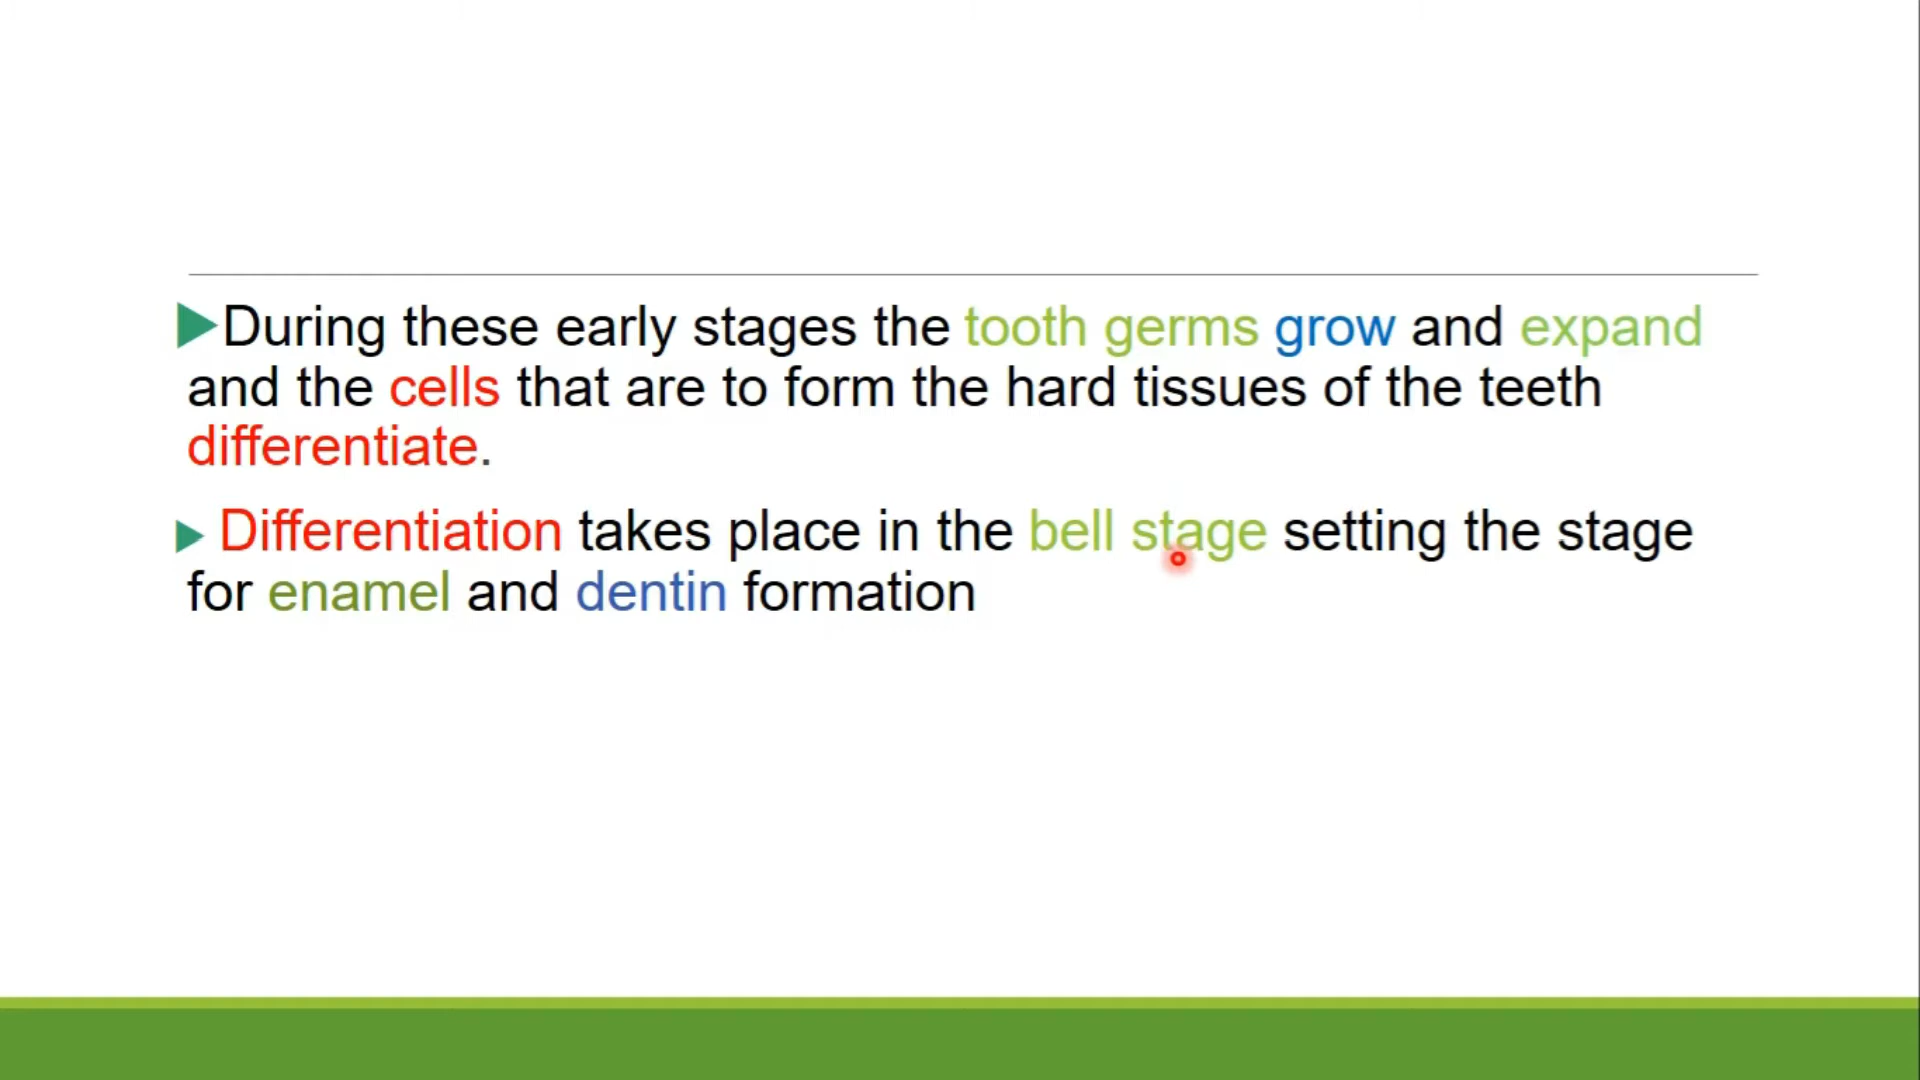 During these early stages the tooth germs grow and expand
and the cells that are to form the hard tissues of the teeth
differentiate.
Differentiation takes place in the bell stage setting the stage
for enamel and dentin formation